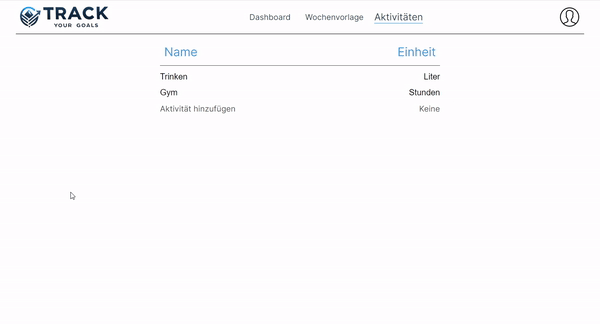 TRACK
YOUR GOALS
Dashboard Wochenvorlage Aktivitäten
Name Einheit
Trinken Liter
Gym Stunden
Aktivität hinzufügen Keine